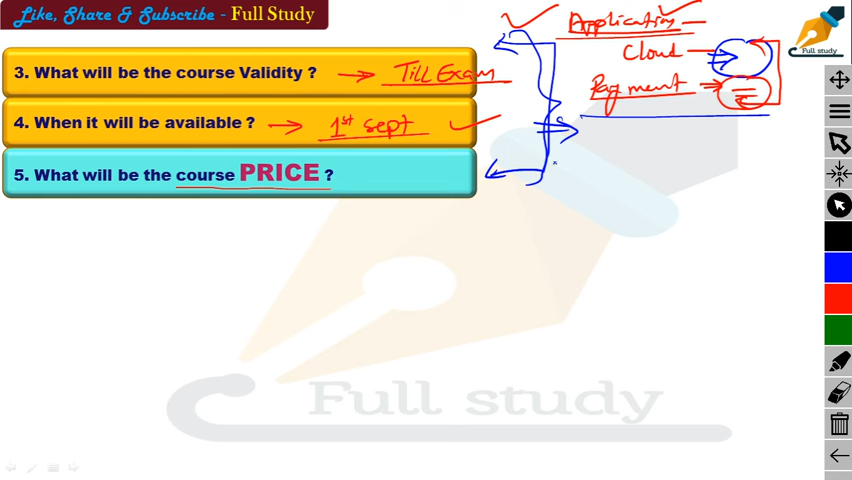 Like, Share & Subscribe - Full Study
Application
Cloud
Payment
Full study
3. What will be the course Validity ? → Till Exam
4. When it will be available ? → 1st sept
5. What will be the course PRICE ?
Full study